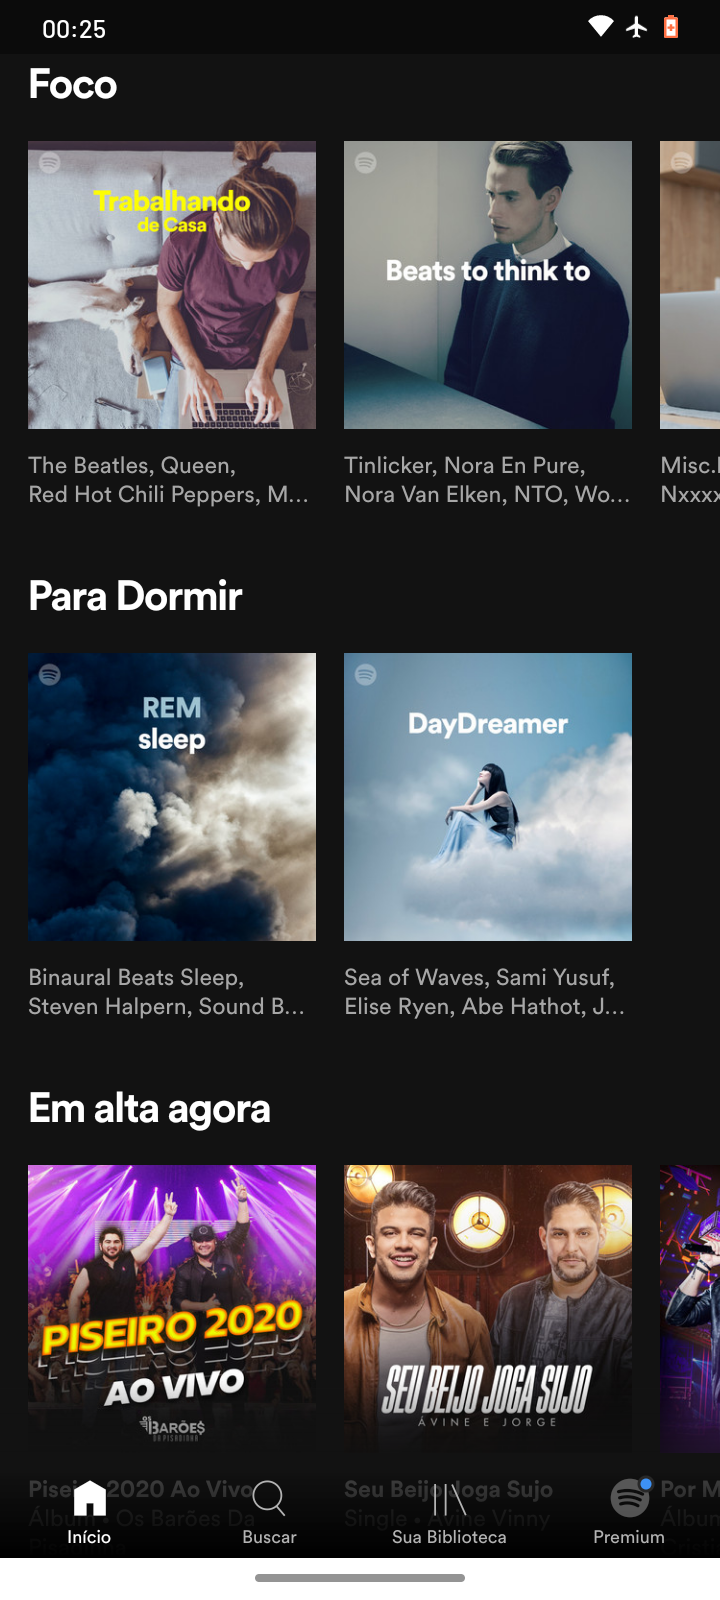 00:25
Foco
Trabalhando
de Casa
Beats to think to
The Beatles, Queen,
Red Hot Chili Peppers, M...
Tinlicker, Nora En Pure,
Nora Van Elken, NTO, Wo...
Misc.
Nxxx
Para Dormir
REM
sleep
DayDreamer
Binaural Beats Sleep,
Steven Halpern, Sound B...
Sea of Waves, Sami Yusuf,
Elise Ryen, Abe Hathot, J...
Em alta agora
PISEIRO 2020
AO VIVO
OS BARÕES
DA PISADINHA
SEU BEIJO JOGA SUJO
ÁVINE E JORGE
Piseiro 2020 Ao Vivo
Álbum • Os Barões Da
Seu Beijo Joga Sujo
Single • Avine Vinny
Por M
Álbum
Início
Buscar
Sua Biblioteca
Premium